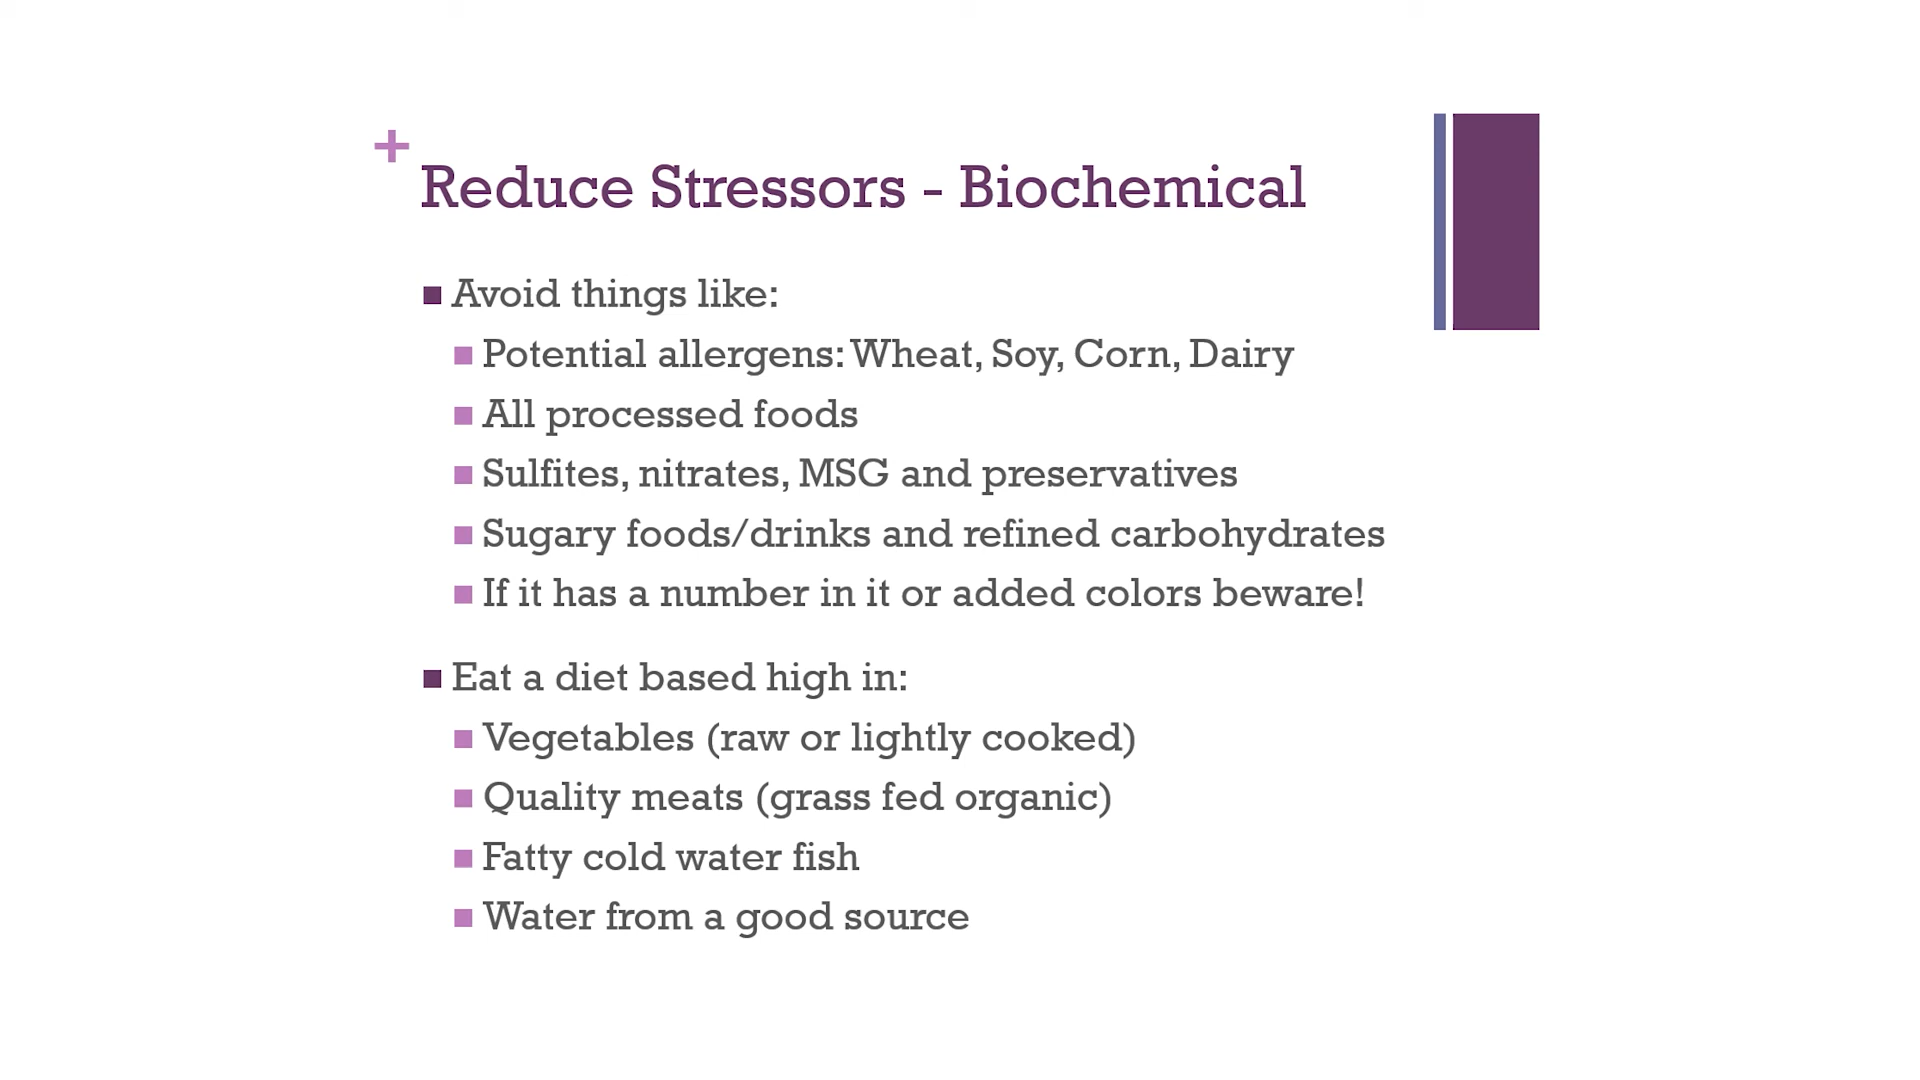 +
Reduce Stressors - Biochemical
Avoid things like:
Potential allergens: Wheat, Soy, Corn, Dairy
All processed foods
Sulfites, nitrates, MSG and preservatives
Sugary foods/drinks and refined carbohydrates
If it has a number in it or added colors beware!
Eat a diet based high in:
Vegetables (raw or lightly cooked)
Quality meats (grass fed organic)
Fatty cold water fish
Water from a good source